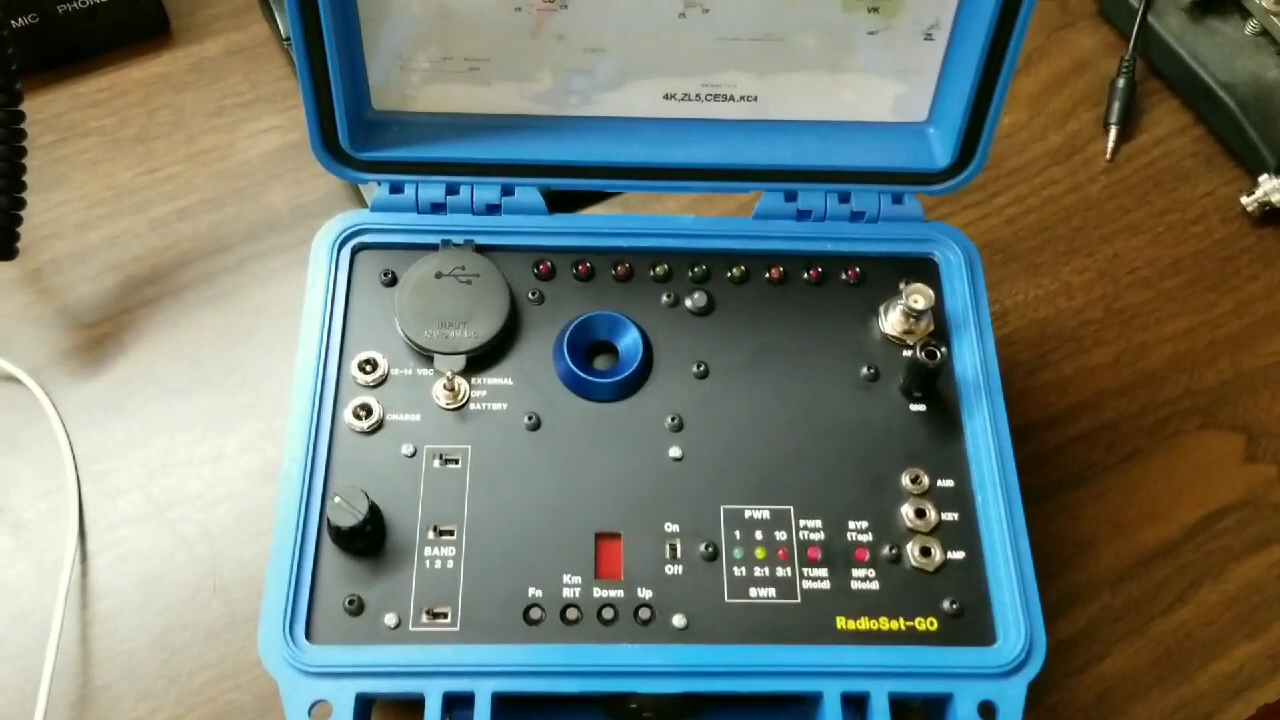 MIC PHONE
VK
ZL
4K,ZL5,CE9A,KC4
INPUT
12V-24V DC
12-14 VDC
EXTERNAL
OFF
BATTERY
CHARGE
GND
AUD
KEY
AMP
BAND
1 2 3
On
Off
Km
Fn RIT Down Up
PWR
1 5 10
1:1 2:1 3:1
SWR
PWR
(Tap)
TUNE
(Hold)
BYP
(Tap)
INFO
(Hold)
RadioSet-GO